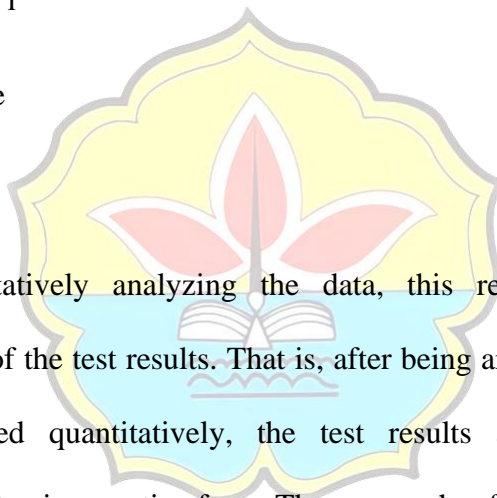 e
tatively analyzing the data, this re
of the test results. That is, after being a
ed quantitatively, the test results